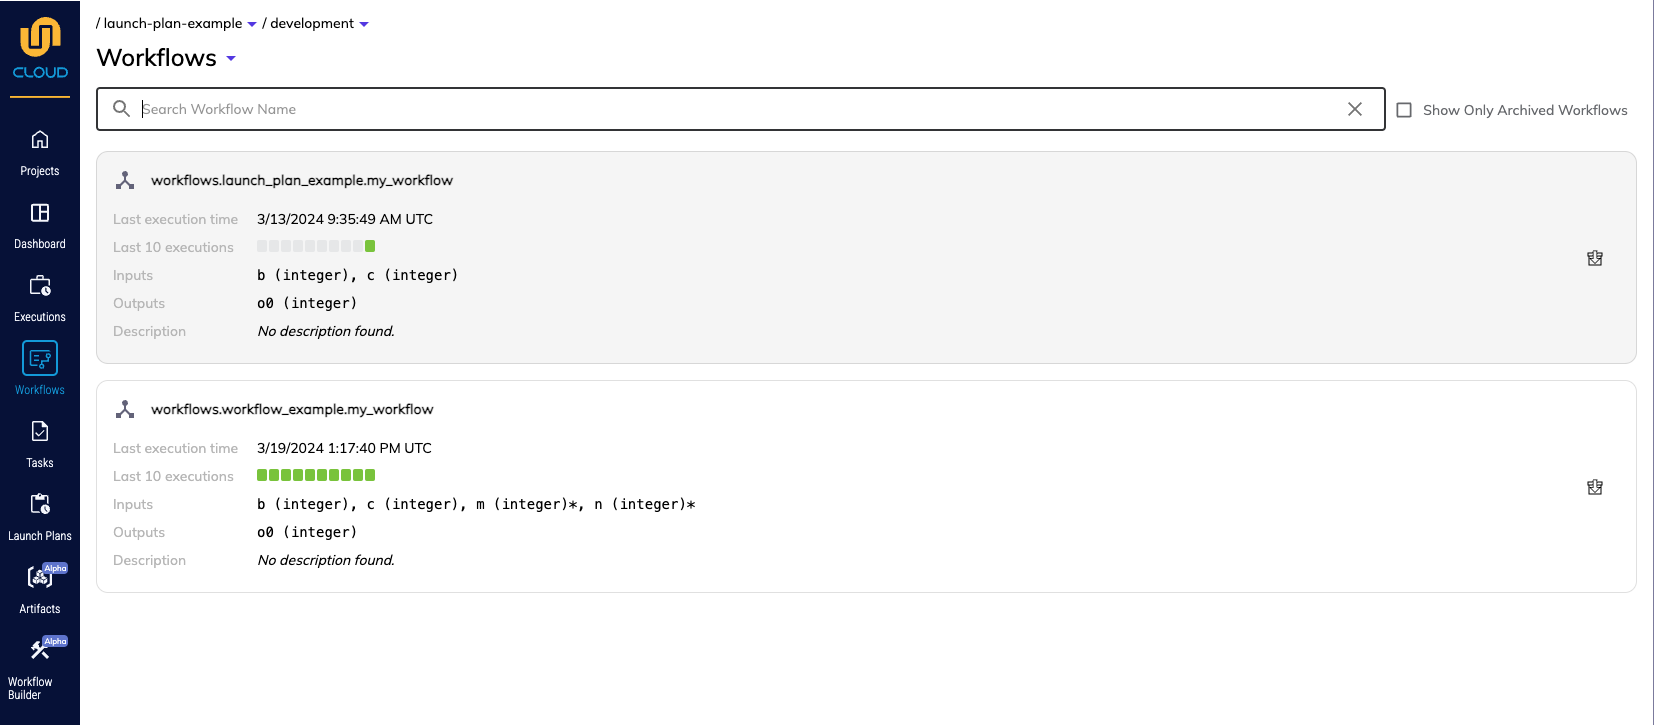 CLOUD
Projects
Dashboard
Executions
Workflows
Tasks
Launch Plans
Alpha
Artifacts
Alpha
Workflow
Builder
/ launch-plan-example / development
Workflows
Search Workflow Name
Show Only Archived Workflows
workflows.launch_plan_example.my_workflow
Last execution time 3/13/2024 9:35:49 AM UTC
Last 10 executions
Inputs b (integer), c (integer)
Outputs o0 (integer)
Description No description found.
workflows.workflow_example.my_workflow
Last execution time 3/19/2024 1:17:40 PM UTC
Last 10 executions
Inputs b (integer), c (integer), m (integer)*, n (integer)*
Outputs o0 (integer)
Description No description found.